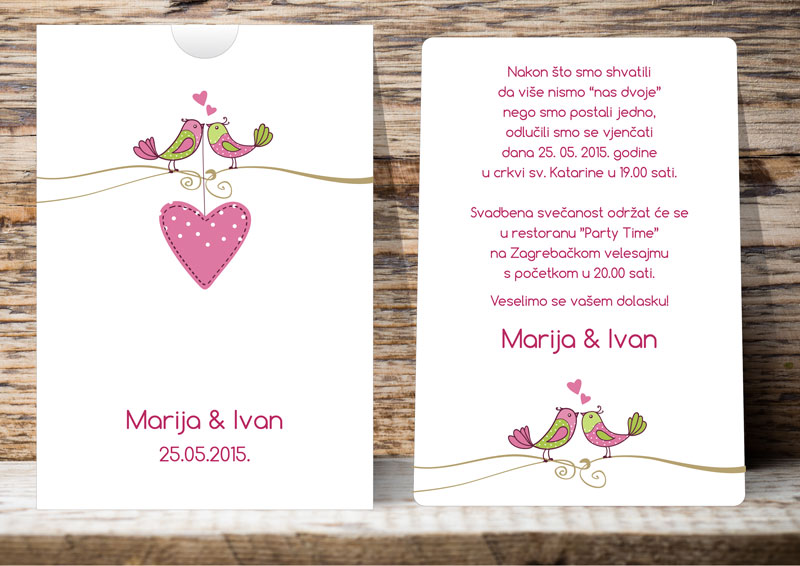 Marija & Ivan
25.05.2015.
Nakon što smo shvatili
da više nismo "nas dvoje"
nego smo postali jedno,
odlučili smo se vjenčati
dana 25. 05. 2015. godine
u crkvi sv. Katarine u 19.00 sati.
Svadbena svečanost održat će se
u restoranu "Party Time"
na Zagrebačkom velesajmu
s početkom u 20.00 sati.
Veselimo se vašem dolasku!
Marija & Ivan